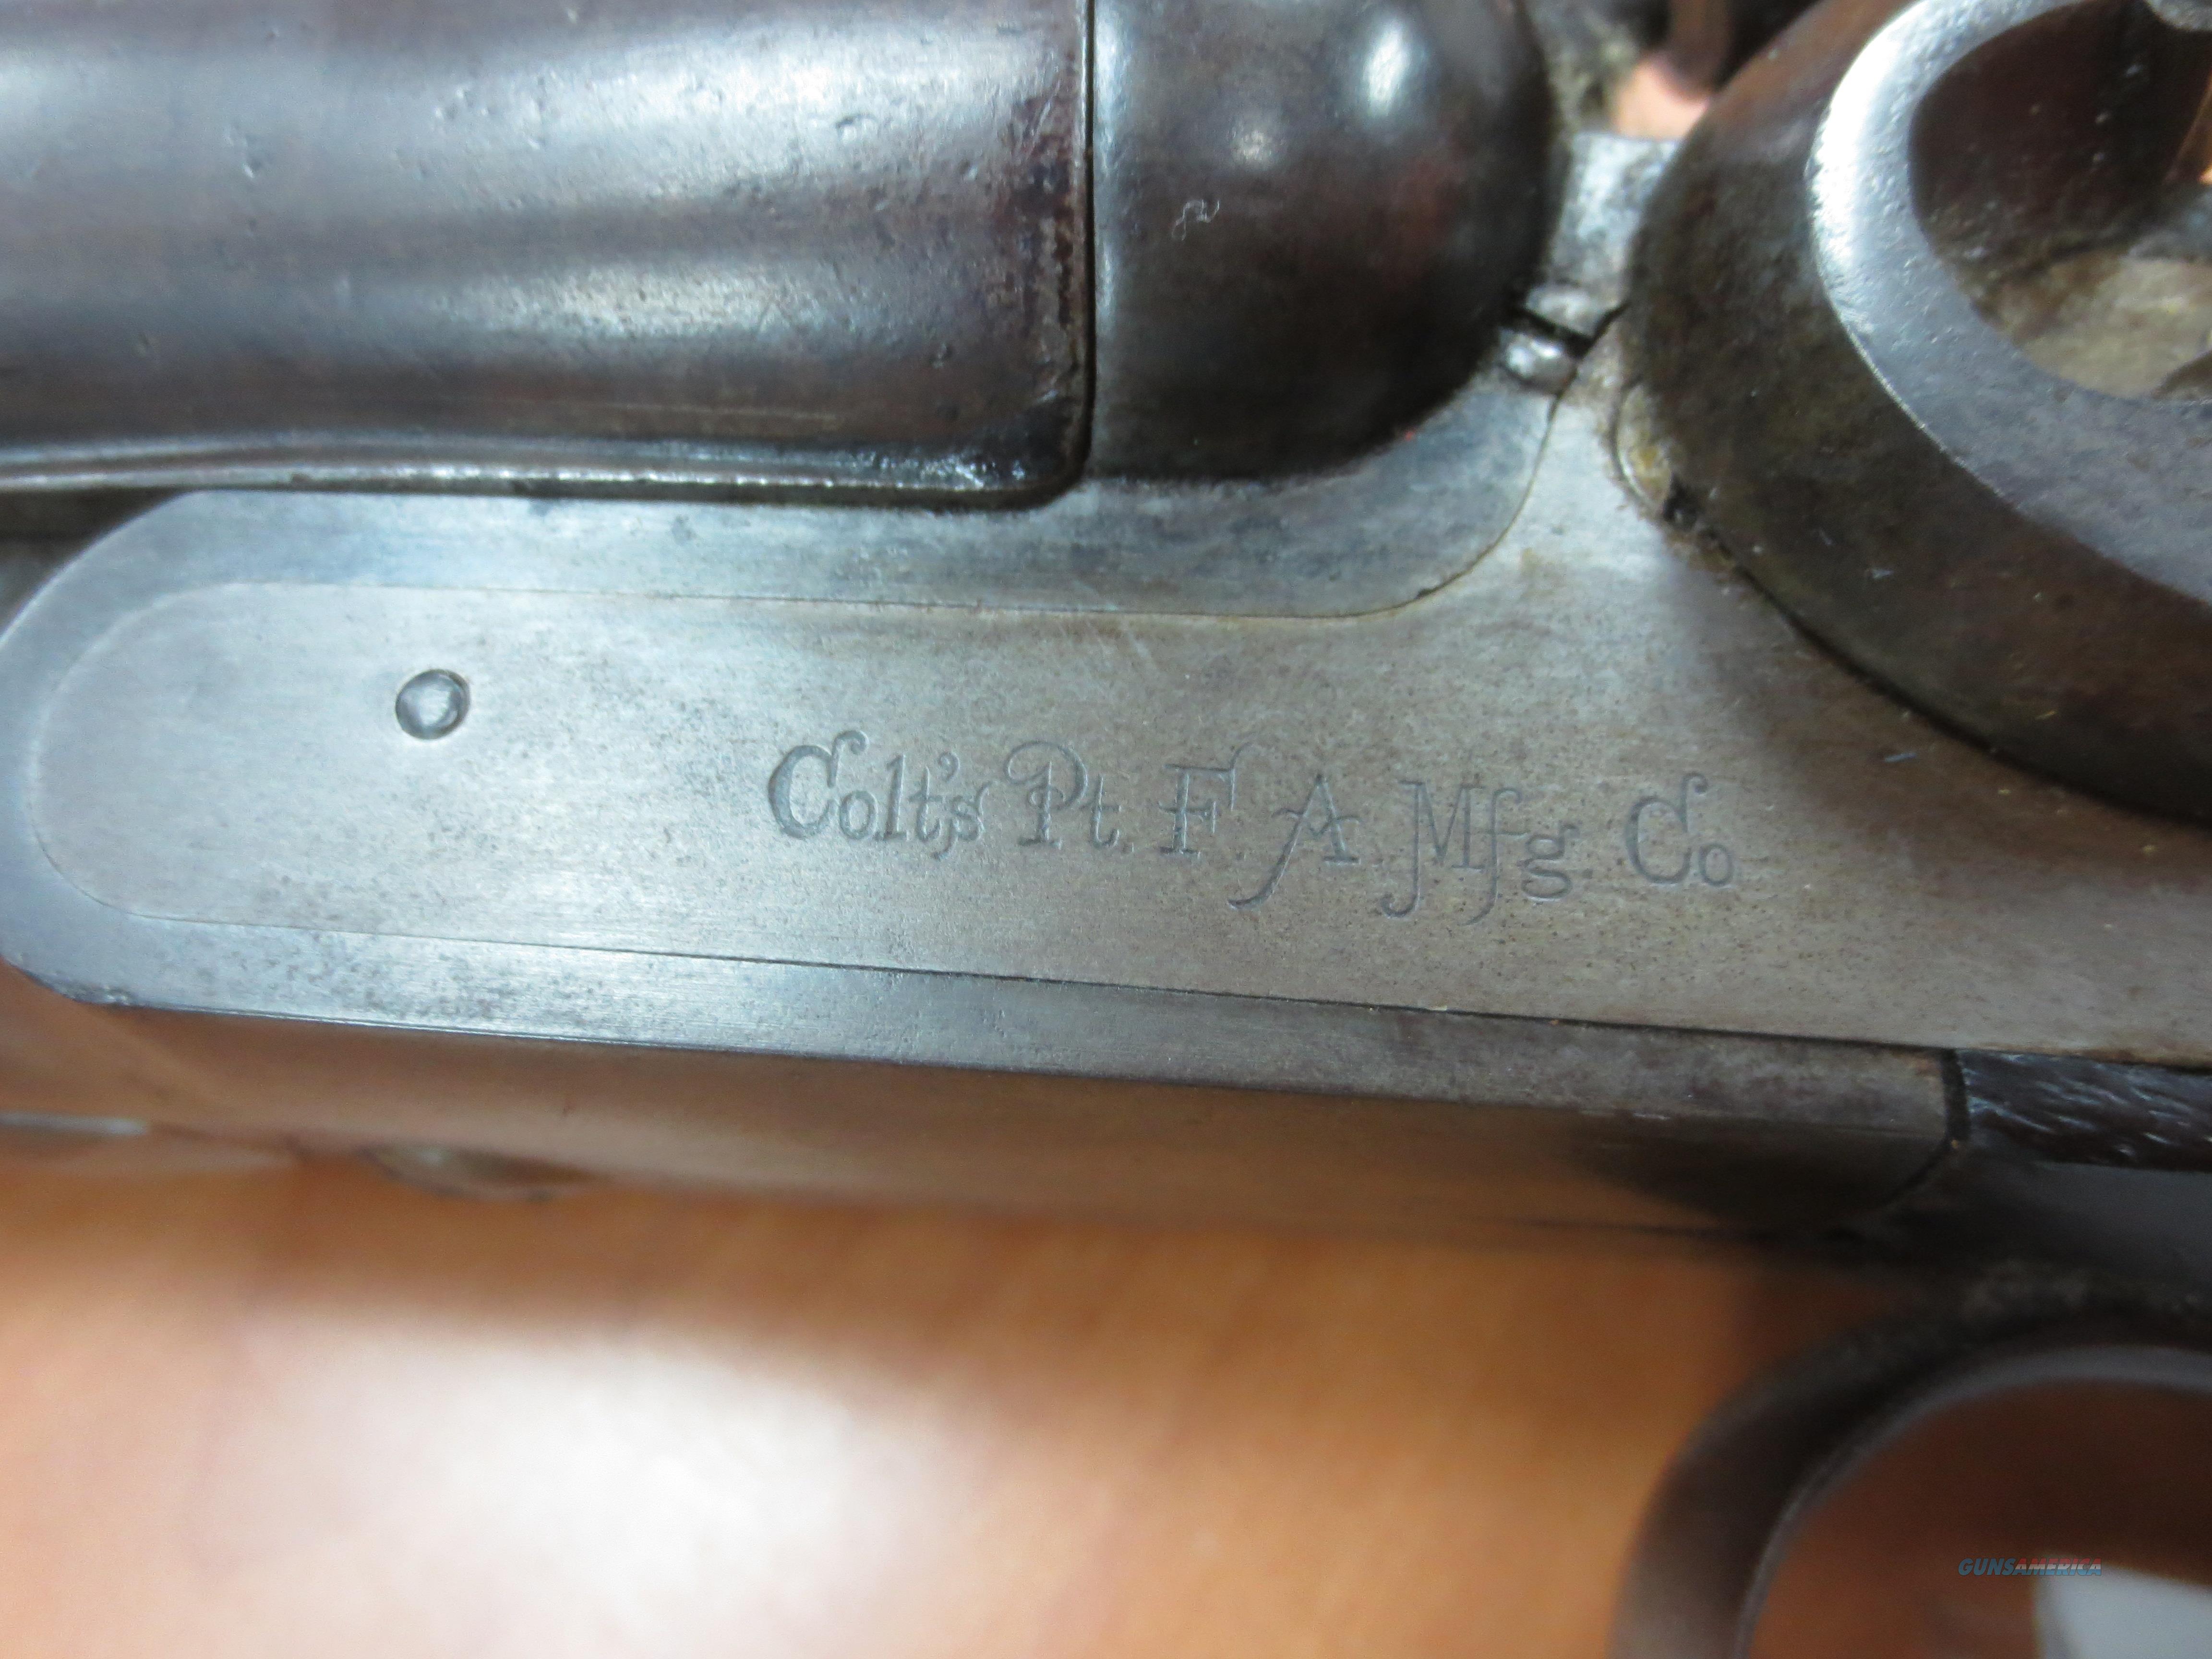 Colt's Pt. F. A. Mfg. Co
GUNSAMERICA